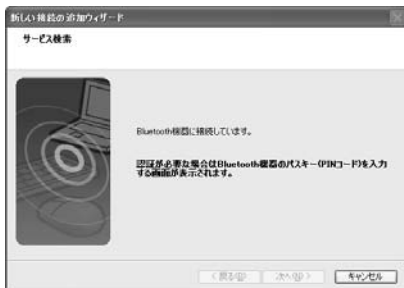 新しい接続の追加ウィザード
サービス検索
Bluetooth機器に接続しています。
認証が必要な場合はBluetooth機器のパスキー(PINコード)を入力
する画面が表示されます。
< 戻る(B)
次へ(N) >
キャンセル